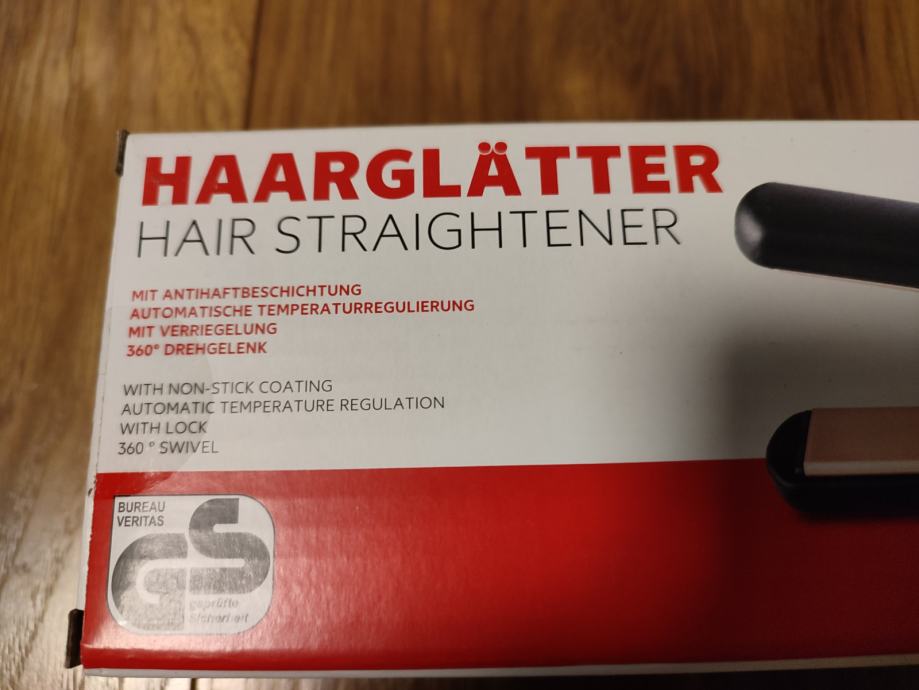 HAARGLÄTTER
HAIR STRAIGHTENER
MIT ANTIHAFTBESCHICHTUNG
AUTOMATISCHE TEMPERATURREGULIERUNG
MIT VERRIEGELUNG
360° DREHGELENK
WITH NON-STICK COATING
AUTOMATIC TEMPERATURE REGULATION
WITH LOCK
360 ° SWIVEL
BUREAU
VERITAS
GS
geprüfte
Sicherheit